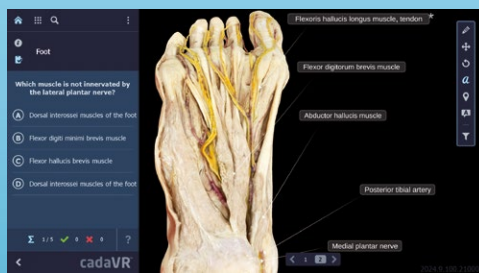 Foot
Which muscle is not innervated by
the lateral plantar nerve?
A Dorsal interossei muscles of the foot
B Flexor digiti minimi brevis muscle
C Flexor hallucis brevis muscle
D Dorsal interossei muscles of the foot
Σ 1/5 0 0 ?
cadaVR
Flexoris hallucis longus muscle, tendon *
Flexor digitorum brevis muscle
Abductor hallucis muscle
Posterior tibial artery
Medial plantar nerve
1 2
a